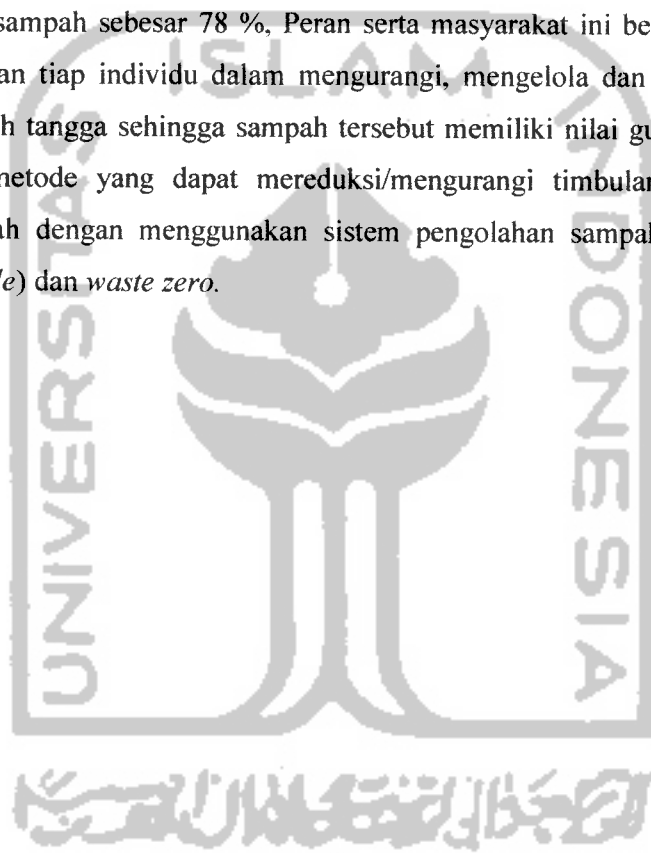 sampah sebesar 78 %, Peran serta masyarakat ini be
an tiap individu dalam mengurangi, mengelola dan
h tangga sehingga sampah tersebut memiliki nilai gu
netode yang dapat mereduksi/mengurangi timbulan
ah dengan menggunakan sistem pengolahan sampal
le) dan waste zero.
UNIVERSITAS
ISLAM
INDONESIA